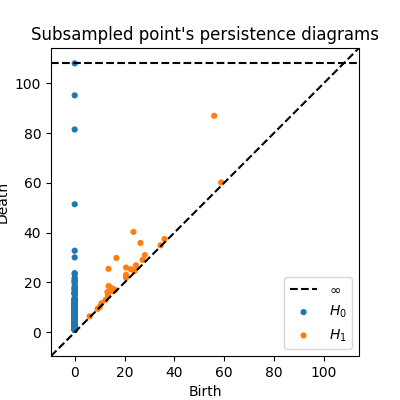 Subsampled point's persistence diagrams
Death
100
80
60
40
20
0
∞
H₀
H₁
0 20 40 60 80 100
Birth